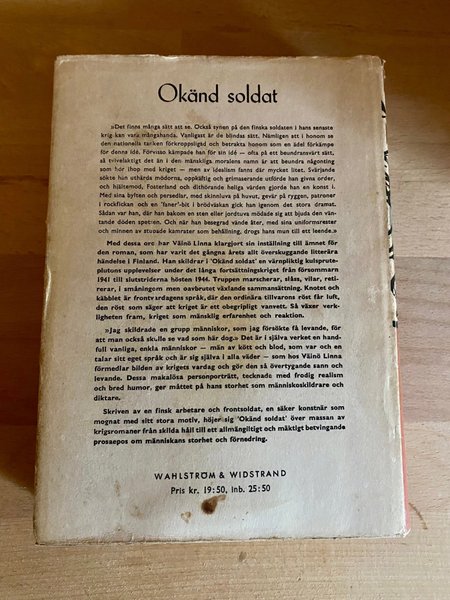 Okänd soldat
»Det finns många sätt att se. Också synen på den finska soldaten i hans senaste
krig kan vara mångahanda. Vanligast är de blindas sätt. Nämligen att i honom se
den nationella tanken förkroppsligad och betrakta honom som en ädel förkämpe
för denna idé. Förvisso kämpade han för sin idé — ofta på ett beundransvärt sätt,
så tvivelaktigt det än i den mänskliga moralens namn är att beundra någonting
som hör ihop med kriget — men av idealism fanns där mycket litet. Svärjande
sökte hun uthärda mödorna, oppkäftig och grimaserande utförde han givna order,
och hjältemod, Fosterland och dithörande heliga värden gjorde han en konst i.
Med sina bylten och persedlar, med skinnluva på huvut, gevär på ryggen, patroner
i rockfickan och en 'faner'-bit i brödväskan gick han igenom det stora dramat.
Sådan var han, där han bakom en sten eller jordtuva mödade sig att bjuda den vän-
tande döden spetsen. Och när han besegrad vände åter, med sina uniformsrester
och minnen av stupade kamrater som behållning, drogs hans mun till ett leende.»
Med dessa ord har Väinö Linna klargjort sin inställning till ämnet för
den roman, som har varit det gångna årets allt överskuggande litterära
händelse i Finland. Han skildrar i 'Okänd soldat' en värnpliktig kulsprute-
plutons upplevelser under det långa fortsättningskriget från försommarn
1941 till slutstriderna hösten 1944. Truppen marscherar, slåss, vilar, reti-
rerar, i småningom men oavbrutet växlande sammansättning. Knotet och
käbblet är frontvardagens språk, där den ordinära tillvarons röst får luft,
den röst som säger att kriget är ett obegripligt vanvett. Så växer verk-
ligheten fram, kriget som mänsklig erfarenhet och reaktion.
»Jag skildrade en grupp människor, som jag försökte få levande, för
att man också skulle se vad som här dog.» Det är i själva verket en hand-
full vanliga, enkla människor — män av kött och blod, som var och en
talar sitt eget språk och är sig själva i alla väder — som hos Väinö Linna
förmedlar bilden av krigets vardag och gör den så övertygande sann och
levande. Dessa makalösa personporträtt, tecknade med frodig realism
och bred humor, ger måttet på hans storhet som människoskildrare och
diktare.
Skriven av en finsk arbetare och frontsoldat, en säker konstnär som
mognat med sitt stora motiv, höjer sig 'Okänd soldat' över massan av
krigsromaner från skilda håll till ett allmängiltigt och mäktigt betvingande
prosaepos om människans storhet och förnedring.
WAHLSTRÖM & WIDSTRAND
Pris kr. 19:50, inb. 25:50